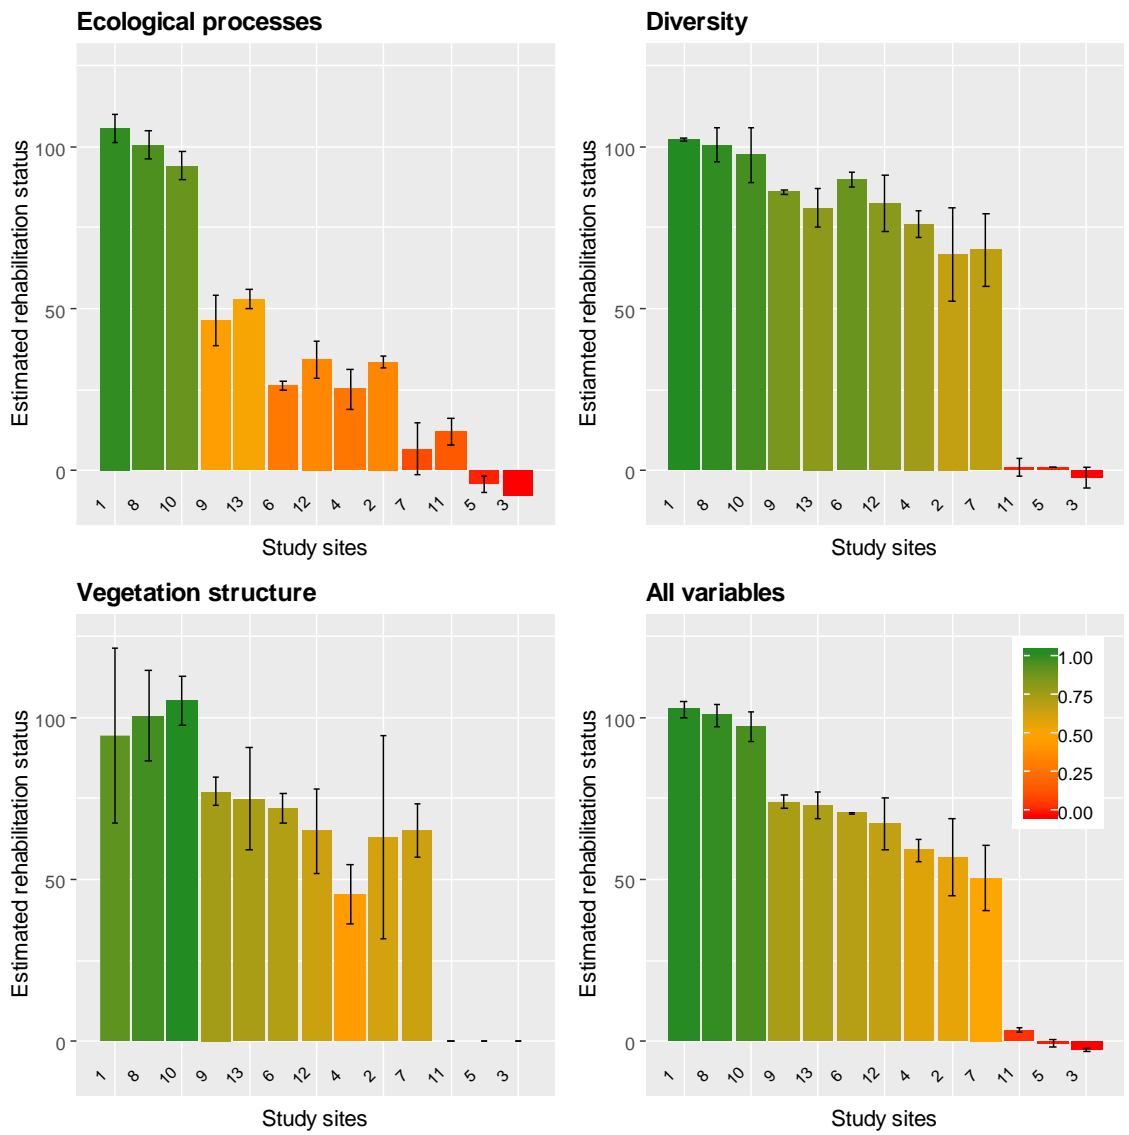 Ecological processes
Estimated rehabilitation status
100
50
0
1 8 10 9 13 6 12 4 2 7 11 5 3
Study sites
Diversity
Estiamted rehabilitation status
100
50
0
1 8 10 9 13 6 12 4 2 7 11 5 3
Study sites
Vegetation structure
Estimated rehabilitation status
100
50
0
1 8 10 9 13 6 12 4 2 7 11 5 3
Study sites
All variables
Estimated rehabilitation status
100
50
0
1.00
0.75
0.50
0.25
0.00
1 8 10 9 13 6 12 4 2 7 11 5 3
Study sites